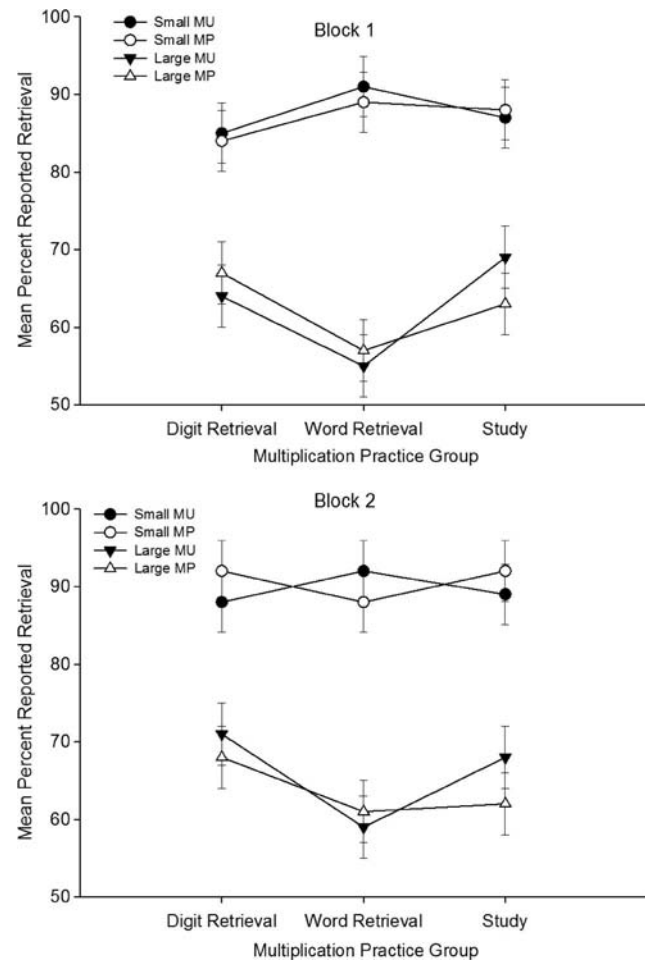 Block 1
Small MU
Small MP
Large MU
Large MP
Mean Percent Reported Retrieval
100
90
80
70
60
50
Digit Retrieval Word Retrieval Study
Multiplication Practice Group
Block 2
Small MU
Small MP
Large MU
Large MP
Mean Percent Reported Retrieval
100
90
80
70
60
50
Digit Retrieval Word Retrieval Study
Multiplication Practice Group